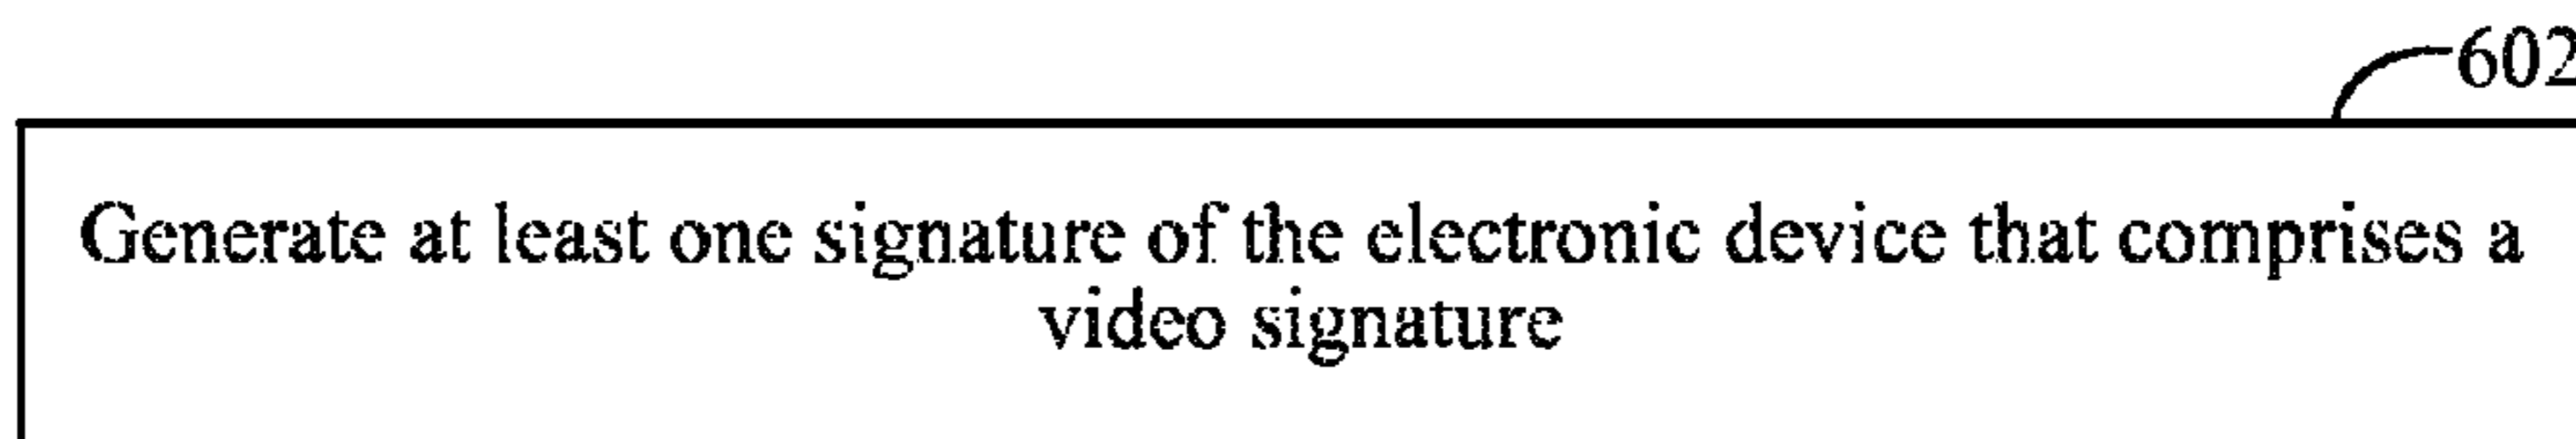 602
Generate at least one signature of the electronic device that comprises a
video signature